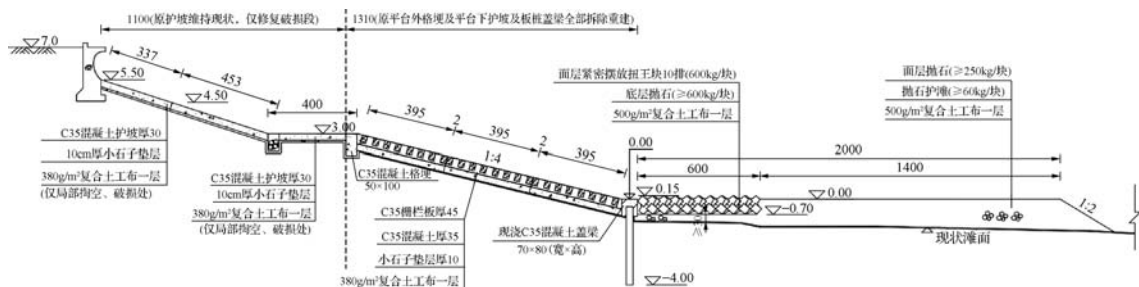 1100(原护坡维持现状，仅修复破损段)
1310(原平台外格埂及平台下护坡及板桩盖梁全部拆除重建)
7.0
337
453
5.50
4.50
400
3.00
395
2
395
2
395
1:4
C35混凝土护坡厚30
10cm厚小石子垫层
380g/m²复合土工布一层
(仅局部掏空、破损处)
C35混凝土护坡厚30
10cm厚小石子垫层
380g/m²复合土工布一层
(仅局部掏空、破损处)
C35混凝土格埂
50×100
C35栅栏板厚45
C35混凝土厚35
小石子垫层厚10
380g/m²复合土工布一层
现浇C35混凝土盖梁
70×80(宽×高)
面层紧密摆放扭王块10排(600kg/块)
底层抛石(≥600kg/块)
500g/m²复合土工布一层
面层抛石(≥250kg/块)
抛石护滩(≥60kg/块)
500g/m²复合土工布一层
0.00
2000
600
1400
0.15
0.00
-0.70
1:2
现状滩面
-4.00